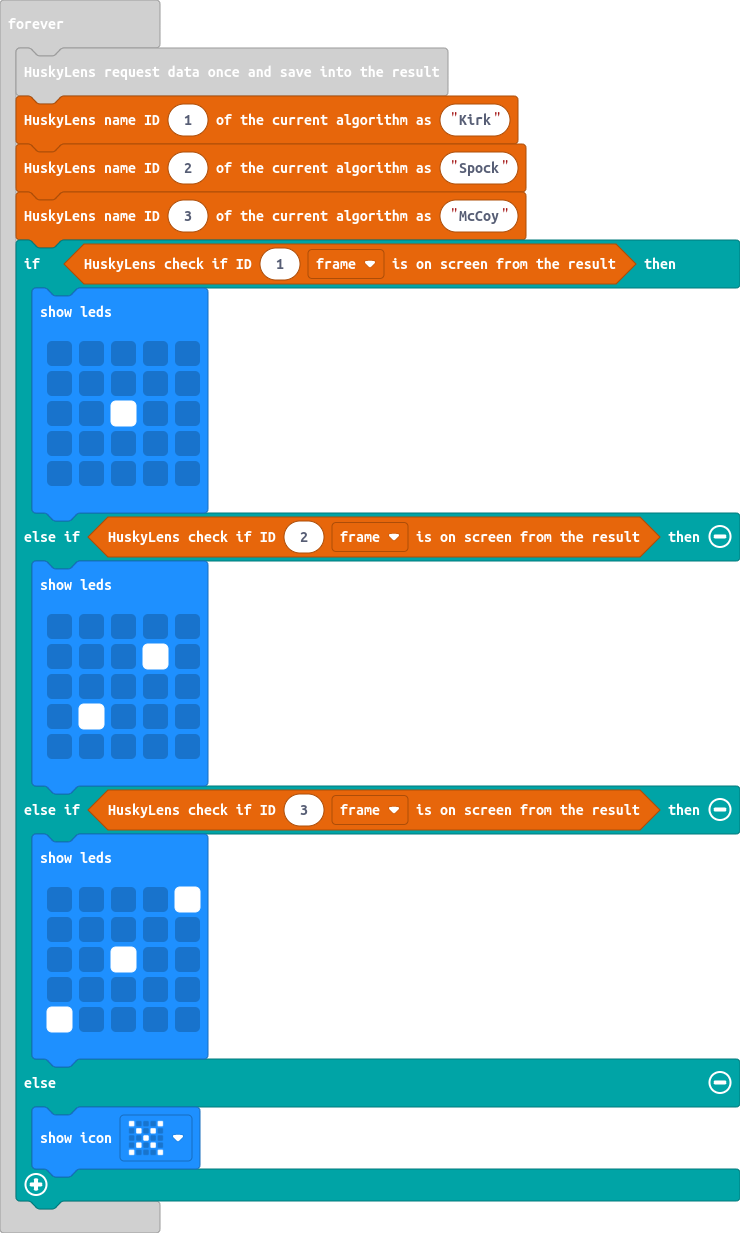 forever
HuskyLens request data once and save into the result
HuskyLens name ID 1 of the current algorithm as "Kirk"
HuskyLens name ID 2 of the current algorithm as "Spock"
HuskyLens name ID 3 of the current algorithm as "McCoy"
if HuskyLens check if ID 1 frame is on screen from the result then
show leds
else if HuskyLens check if ID 2 frame is on screen from the result then
show leds
else if HuskyLens check if ID 3 frame is on screen from the result then
show leds
else
show icon